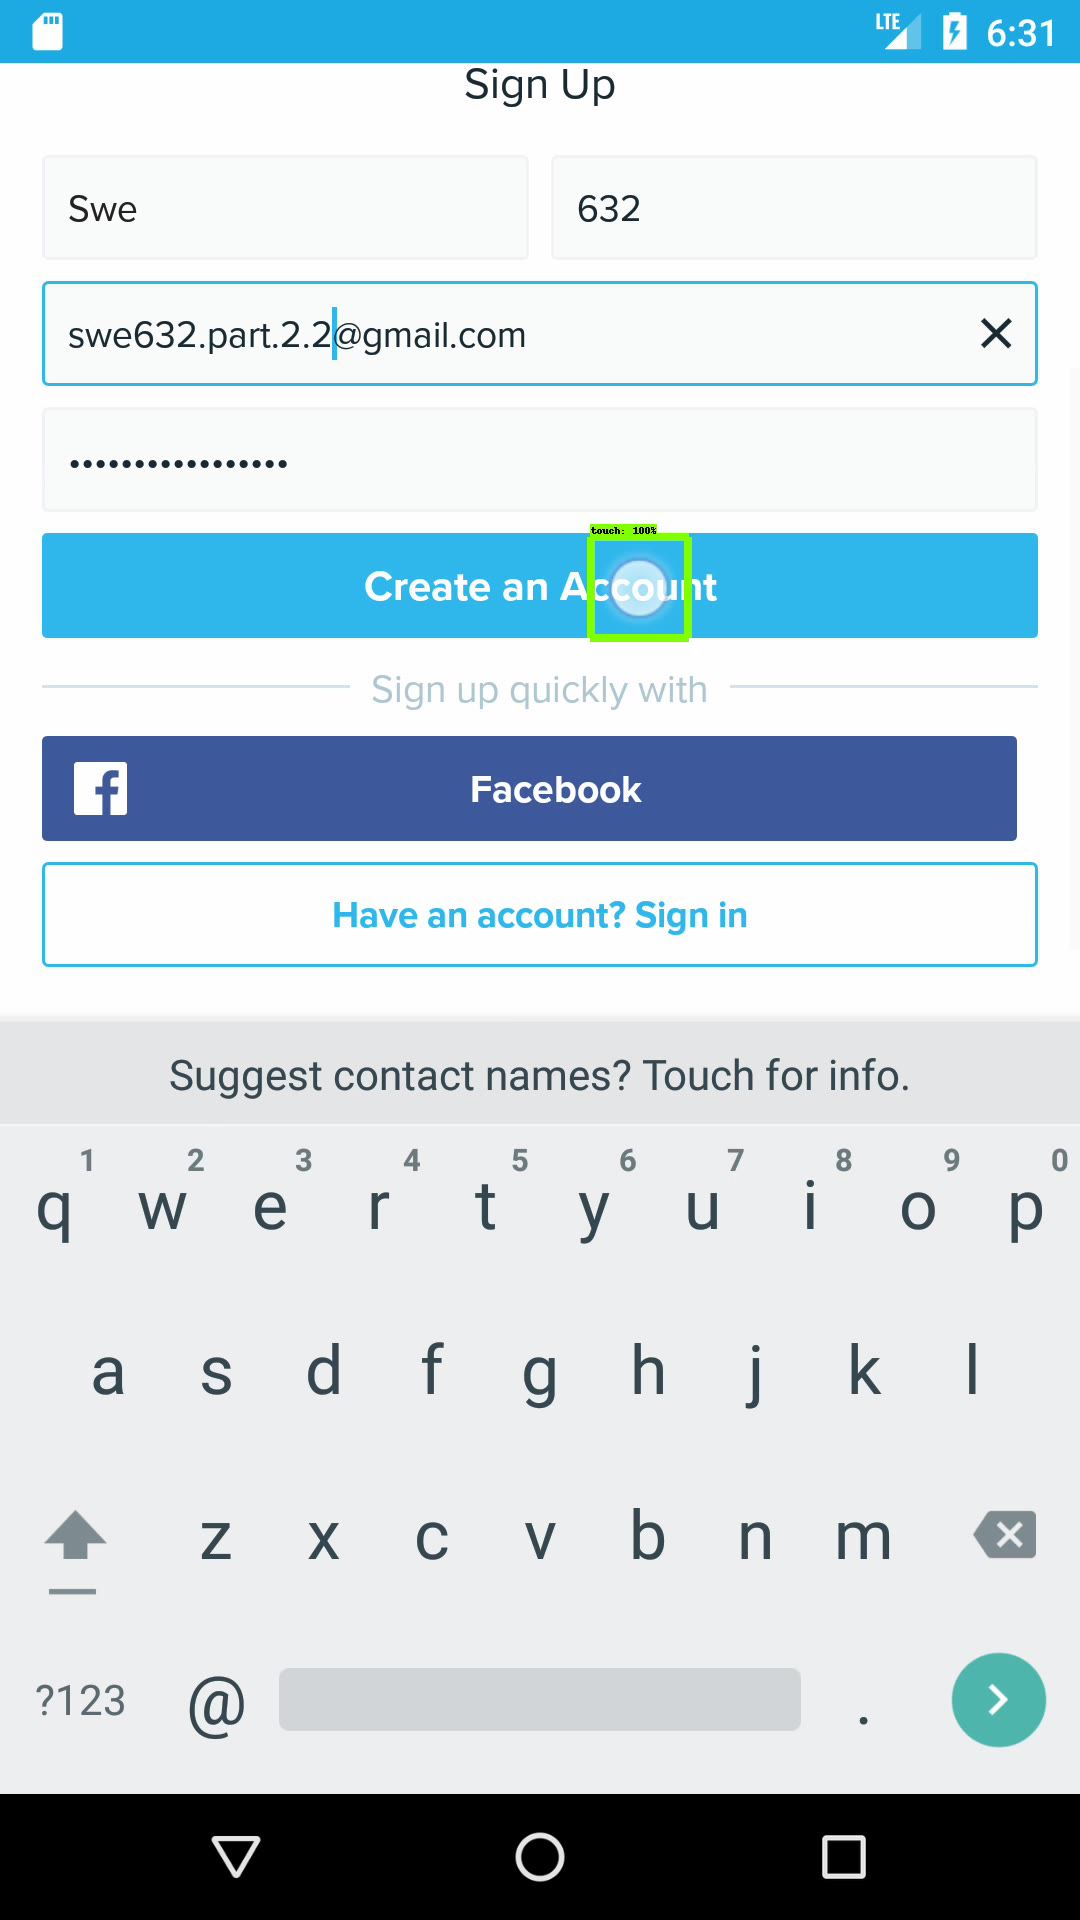 LTE 6:31
Sign Up
Swe 632
swe632.part.2.2@gmail.com
•••••••••••••••••
touch: 100%
Create an Account
Sign up quickly with
Facebook
Have an account? Sign in
Suggest contact names? Touch for info.
1 2 3 4 5 6 7 8 9 0
q w e r t y u i o p
a s d f g h j k l
z x c v b n m
?123 @ .